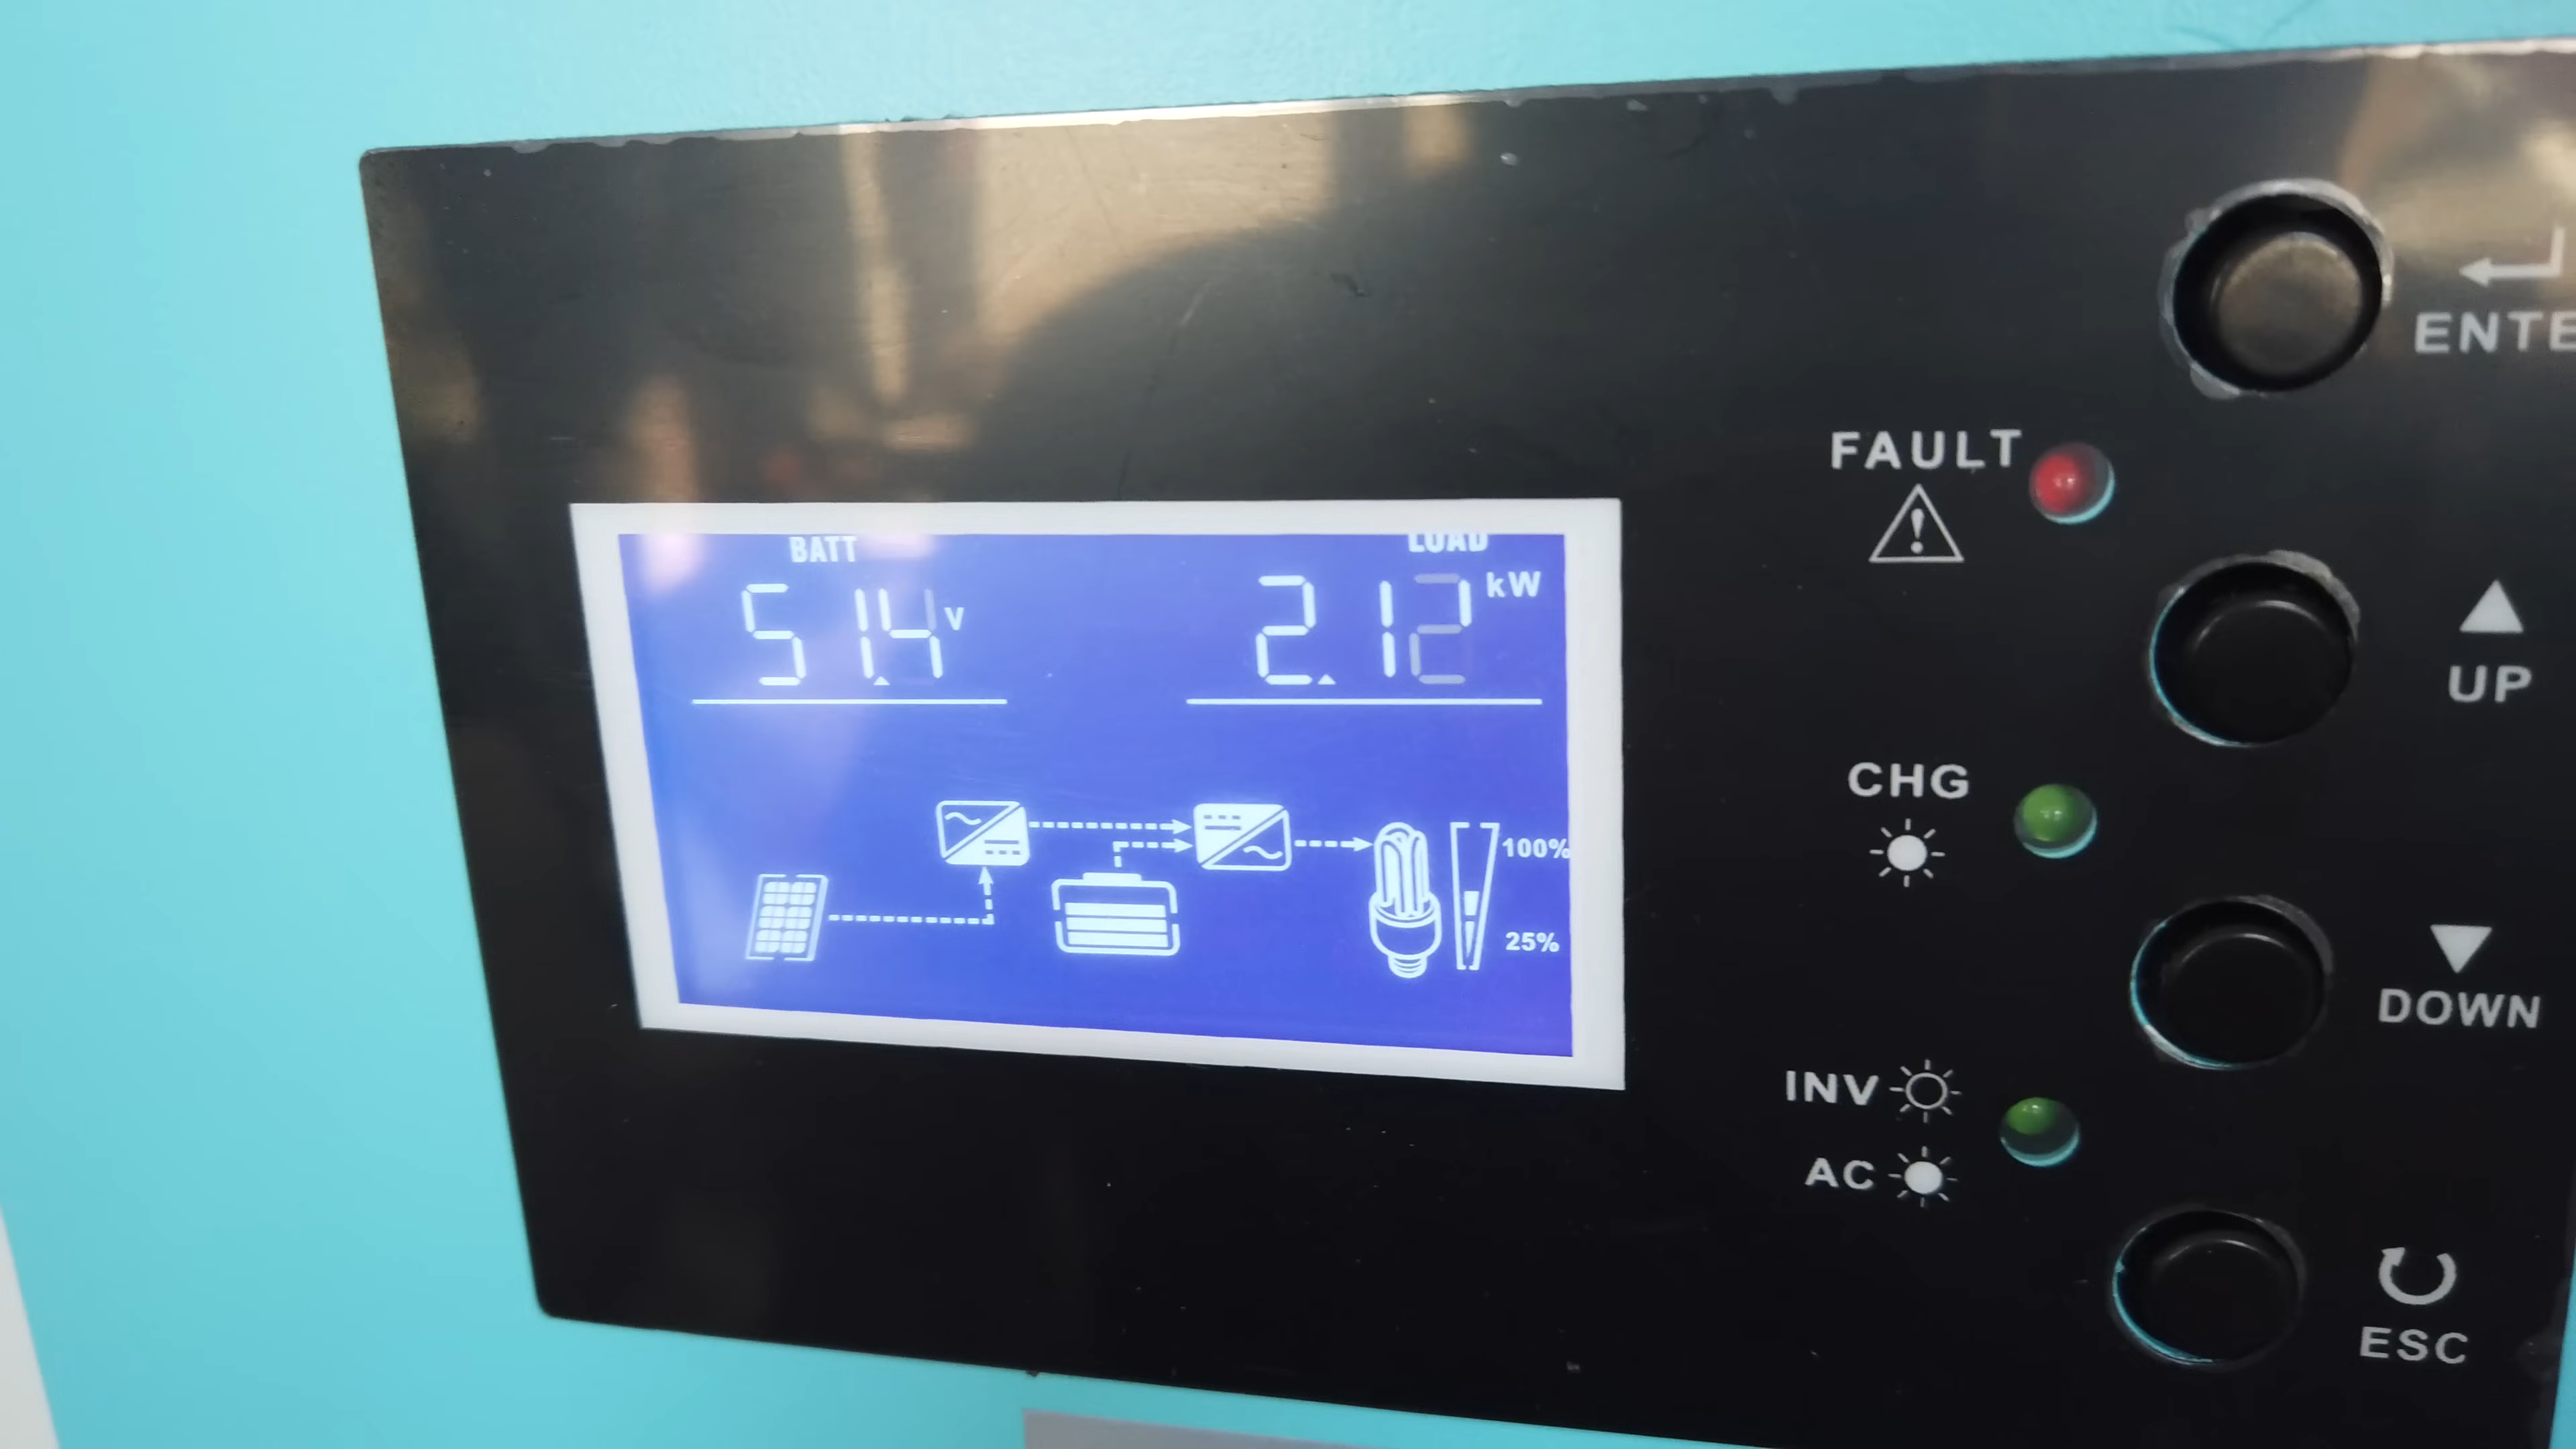 ENTE
FAULT
BATT
LOAD
51.4 V
2.12 kW
UP
CHG
100%
25%
DOWN
INV
AC
ESC